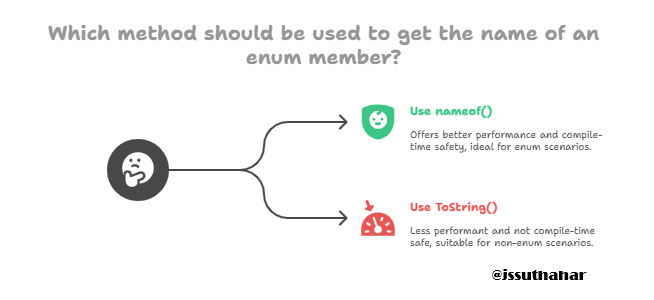 Which method should be used to get the name of an
enum member?
Use nameof()
Offers better performance and compile-
time safety, ideal for enum scenarios.
Use ToString()
Less performant and not compile-time
safe, suitable for non-enum scenarios.
@jssuthahar